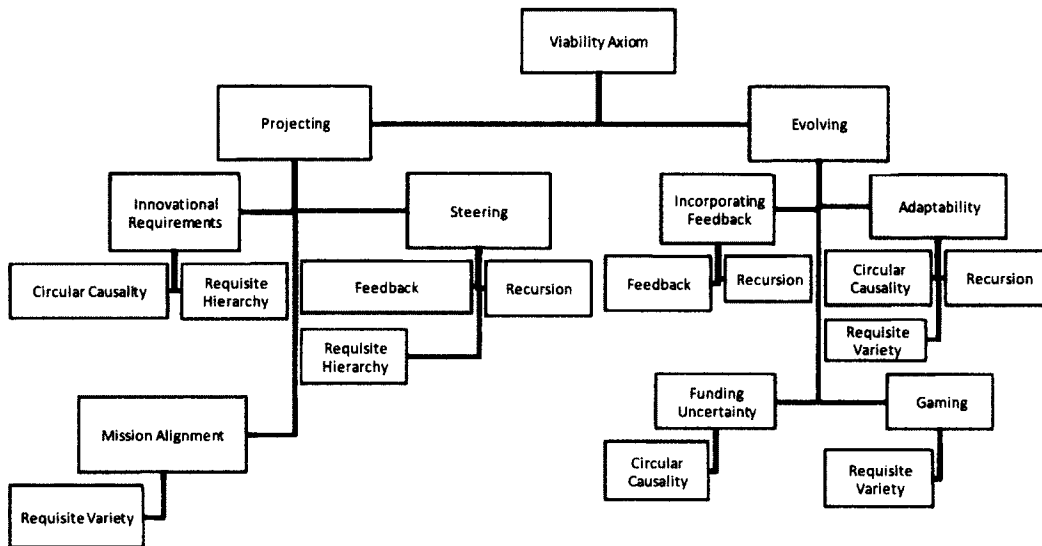 Viability Axiom
Projecting
Evolving
Innovational
Requirements
Steering
Incorporating
Feedback
Adaptability
Circular Causality
Requisite
Hierarchy
Feedback
Recursion
Feedback
Recursion
Circular
Causality
Recursion
Requisite
Hierarchy
Requisite
Variety
Mission Alignment
Funding
Uncertainty
Gaming
Requisite Variety
Circular
Causality
Requisite
Variety